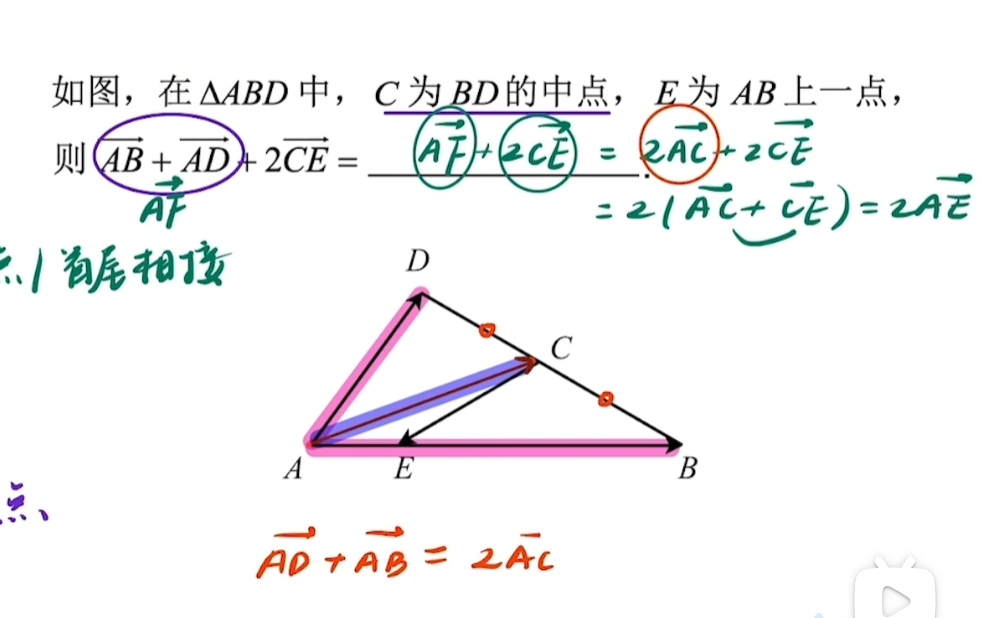 如图，在 ΔABD 中， C 为 BD 的中点， E 为 AB 上一点，
则 $\overrightarrow{AB}+\overrightarrow{AD}+2\overrightarrow{CE}=$ $\overrightarrow{AF}+2\overrightarrow{CE}=2\overrightarrow{AC}+2\overrightarrow{CE}$ .
$\overrightarrow{AF}$ $=2(\overrightarrow{AC}+\overrightarrow{CE})=2\overrightarrow{AE}$
点/首尾相接
D
C
A E B
点、
$\overrightarrow{AD}+\overrightarrow{AB}=2\overrightarrow{AC}$